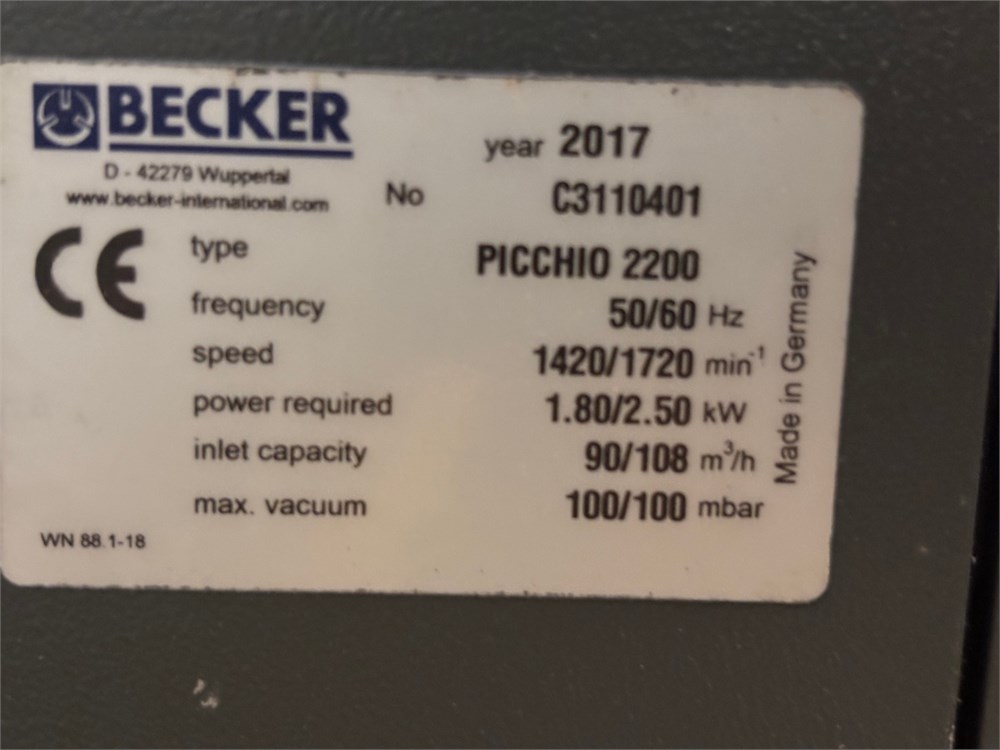 BECKER
D - 42279 Wuppertal
www.becker-international.com
year 2017
No C3110401
CE
type PICCHIO 2200
frequency 50/60 Hz
speed 1420/1720 min⁻¹
power required 1.80/2.50 kW
inlet capacity 90/108 m³/h
max. vacuum 100/100 mbar
WN 88.1-18
Made in Germany